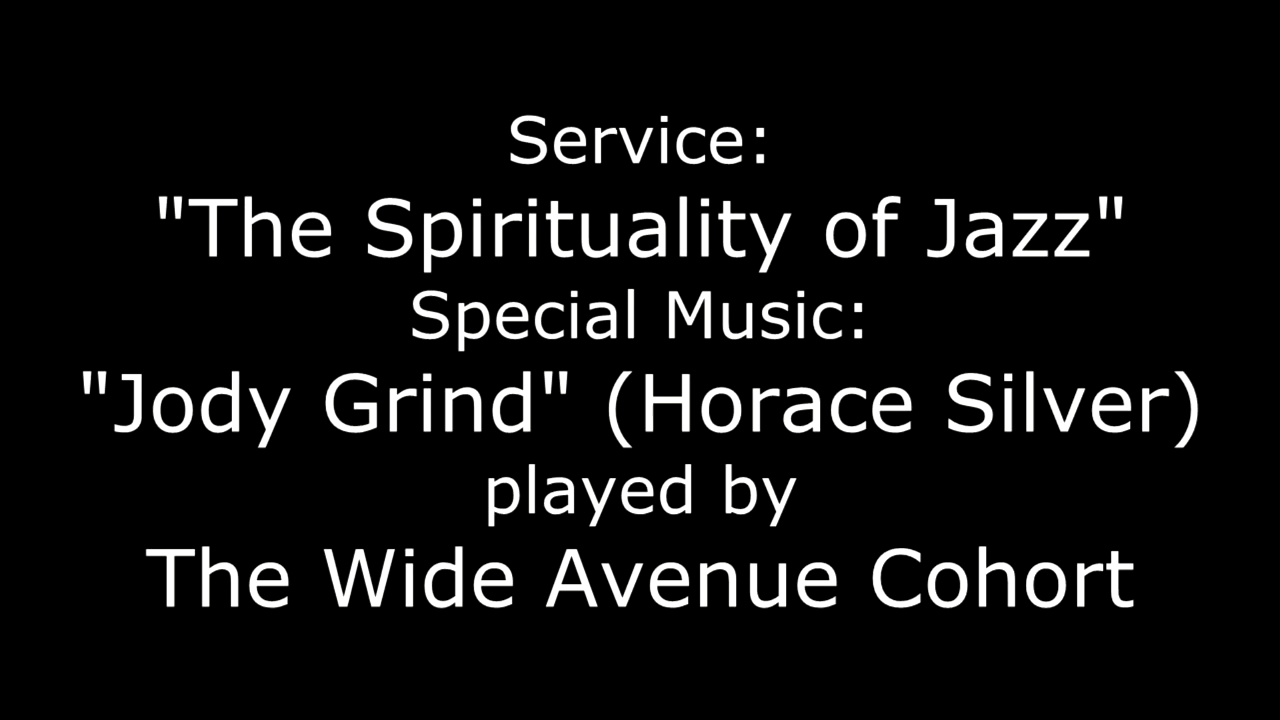 Service:
"The Spirituality of Jazz"
Special Music:
"Jody Grind" (Horace Silver)
played by
The Wide Avenue Cohort